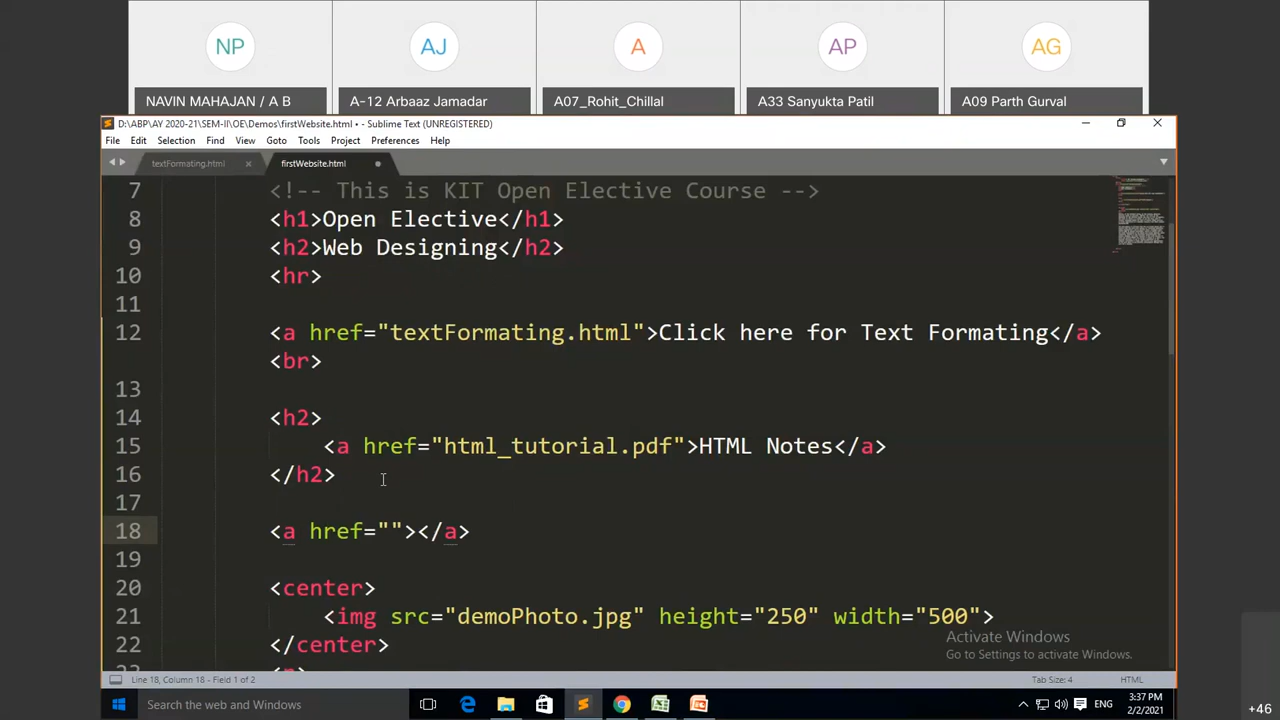 NP
AJ
A
AP
AG
NAVIN MAHAJAN / A B
A-12 Arbaaz Jamadar
A07_Rohit_Chillal
A33 Sanyukta Patil
A09 Parth Gurval
D:\ABP\AY 2020-21\SEM-II\OE\Demos\firstWebsite.html • - Sublime Text (UNREGISTERED)
File Edit Selection Find View Goto Tools Project Preferences Help
textFormating.html
firstWebsite.html
7 <!-- This is KIT Open Elective Course -->
8 <h1>Open Elective</h1>
9 <h2>Web Designing</h2>
10 <hr>
11
12 <a href="textFormating.html">Click here for Text Formating</a>
<br>
13
14 <h2>
15 <a href="html_tutorial.pdf">HTML Notes</a>
16 </h2>
17
18 <a href=""></a>
19
20 <center>
21 <img src="demoPhoto.jpg" height="250" width="500">
22 </center>
Activate Windows
Go to Settings to activate Windows.
Line 18, Column 18 - Field 1 of 2
Tab Size: 4
HTML
Search the web and Windows
ENG
3:37 PM
2/2/2021
+46